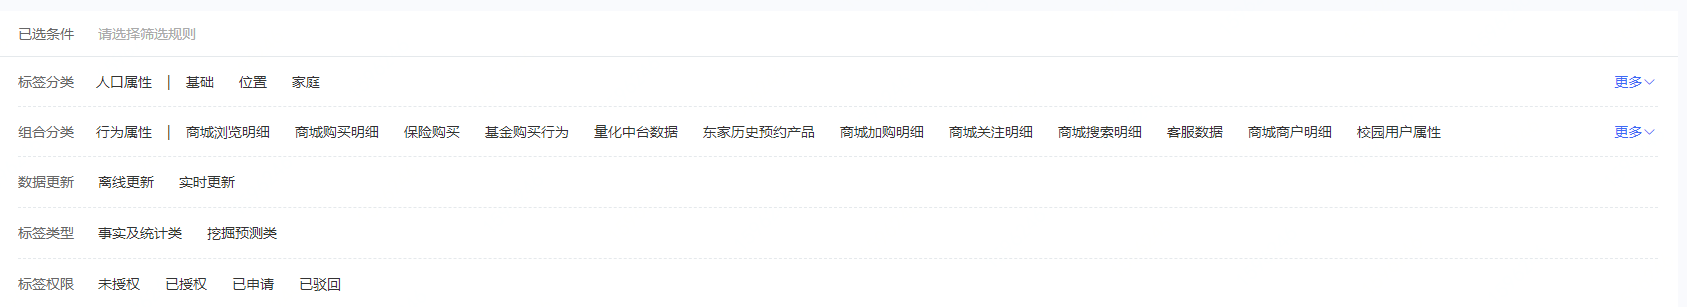 已选条件 请选择筛选规则
标签分类 人口属性 | 基础 位置 家庭 更多
组合分类 行为属性 | 商城浏览明细 商城购买明细 保险购买 基金购买行为 量化中台数据 东家历史预约产品 商城加购明细 商城关注明细 商城搜索明细 客服数据 商城商户明细 校园用户属性 更多
数据更新 离线更新 实时更新
标签类型 事实及统计类 挖掘预测类
标签权限 未授权 已授权 已申请 已驳回